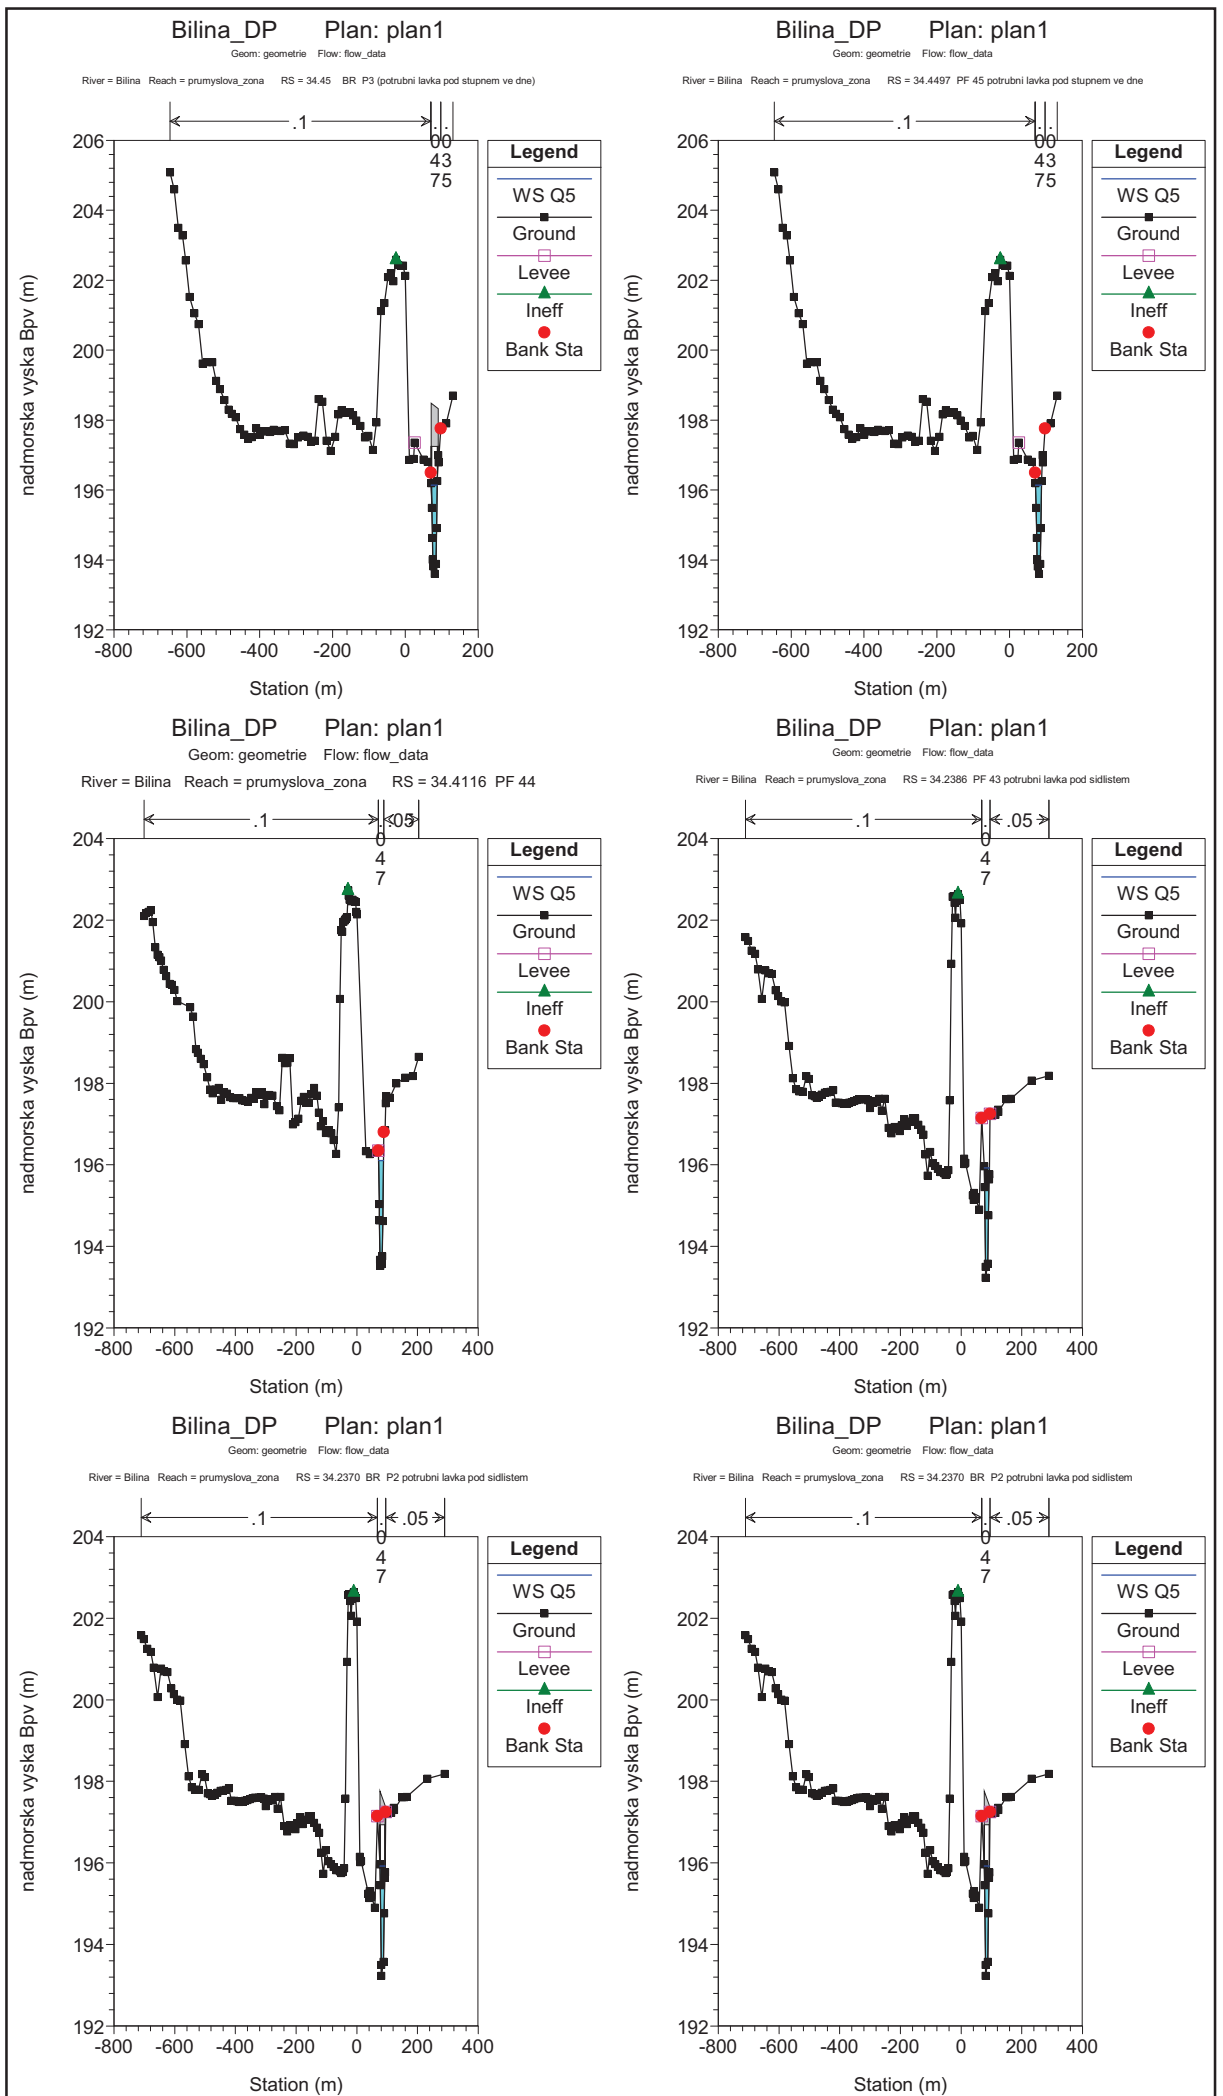 Bilina_DP Plan: plan1
Geom: geometrie Flow: flow_data
River = Bilina Reach = prumyslova_zona RS = 34.45 BR P3 (potrubni lavka pod stupnem ve dne)
.1
. .
00
43
75
206
204
202
200
198
196
194
192
-800 -600 -400 -200 0 200
Station (m)
nadmorska vyska Bpv (m)
Legend
WS Q5
Ground
Levee
Ineff
Bank Sta
Bilina_DP Plan: plan1
Geom: geometrie Flow: flow_data
River = Bilina Reach = prumyslova_zona RS = 34.4497 PF 45 potrubni lavka pod stupnem ve dne
.1
. .
00
43
75
206
204
202
200
198
196
194
192
-800 -600 -400 -200 0 200
Station (m)
nadmorska vyska Bpv (m)
Legend
WS Q5
Ground
Levee
Ineff
Bank Sta
Bilina_DP Plan: plan1
Geom: geometrie Flow: flow_data
River = Bilina Reach = prumyslova_zona RS = 34.4116 PF 44
.1 . .05
0
4
7
204
202
200
198
196
194
192
-800 -600 -400 -200 0 200 400
Station (m)
nadmorska vyska Bpv (m)
Legend
WS Q5
Ground
Levee
Ineff
Bank Sta
Bilina_DP Plan: plan1
Geom: geometrie Flow: flow_data
River = Bilina Reach = prumyslova_zona RS = 34.2386 PF 43 potrubni lavka pod sidlistem
.1 . .05
0
4
7
204
202
200
198
196
194
192
-800 -600 -400 -200 0 200 400
Station (m)
nadmorska vyska Bpv (m)
Legend
WS Q5
Ground
Levee
Ineff
Bank Sta
Bilina_DP Plan: plan1
Geom: geometrie Flow: flow_data
River = Bilina Reach = prumyslova_zona RS = 34.2370 BR P2 potrubni lavka pod sidlistem
.1 . .05
0
4
7
204
202
200
198
196
194
192
-800 -600 -400 -200 0 200 400
Station (m)
nadmorska vyska Bpv (m)
Legend
WS Q5
Ground
Levee
Ineff
Bank Sta
Bilina_DP Plan: plan1
Geom: geometrie Flow: flow_data
River = Bilina Reach = prumyslova_zona RS = 34.2370 BR P2 potrubni lavka pod sidlistem
.1 . .05
0
4
7
204
202
200
198
196
194
192
-800 -600 -400 -200 0 200 400
Station (m)
nadmorska vyska Bpv (m)
Legend
WS Q5
Ground
Levee
Ineff
Bank Sta